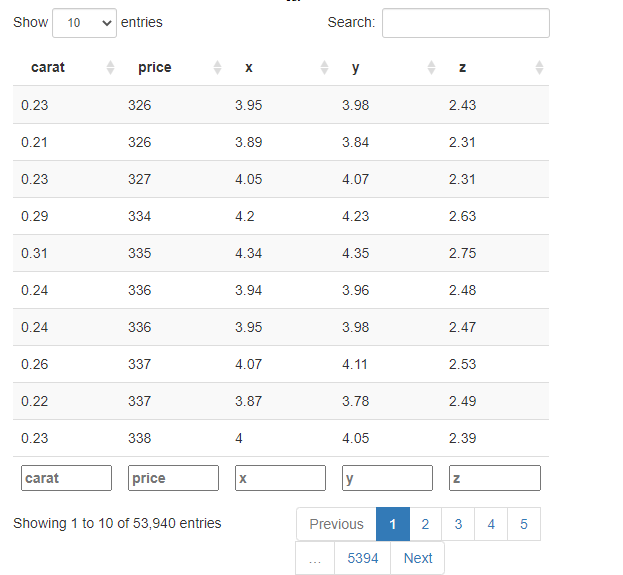 Show 10 entries Search:
carat price x y z
0.23 326 3.95 3.98 2.43
0.21 326 3.89 3.84 2.31
0.23 327 4.05 4.07 2.31
0.29 334 4.2 4.23 2.63
0.31 335 4.34 4.35 2.75
0.24 336 3.94 3.96 2.48
0.24 336 3.95 3.98 2.47
0.26 337 4.07 4.11 2.53
0.22 337 3.87 3.78 2.49
0.23 338 4 4.05 2.39
carat price x y z
Showing 1 to 10 of 53,940 entries Previous 1 2 3 4 5
... 5394 Next